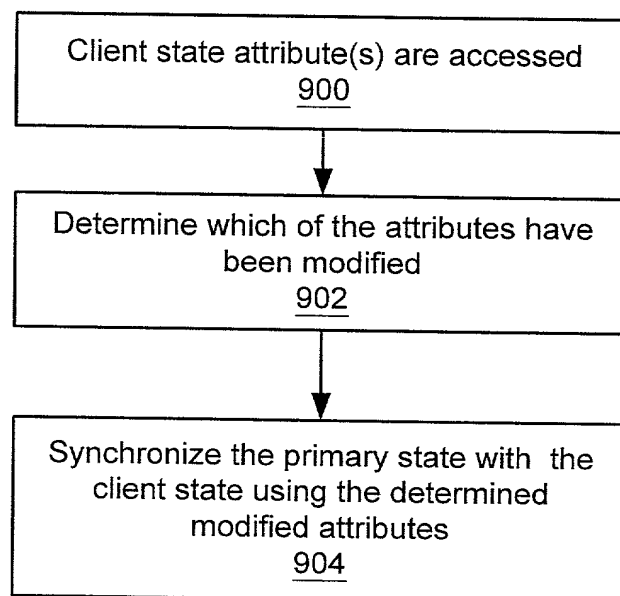 Client state attribute(s) are accessed
900
Determine which of the attributes have
been modified
902
Synchronize the primary state with the
client state using the determined
modified attributes
904